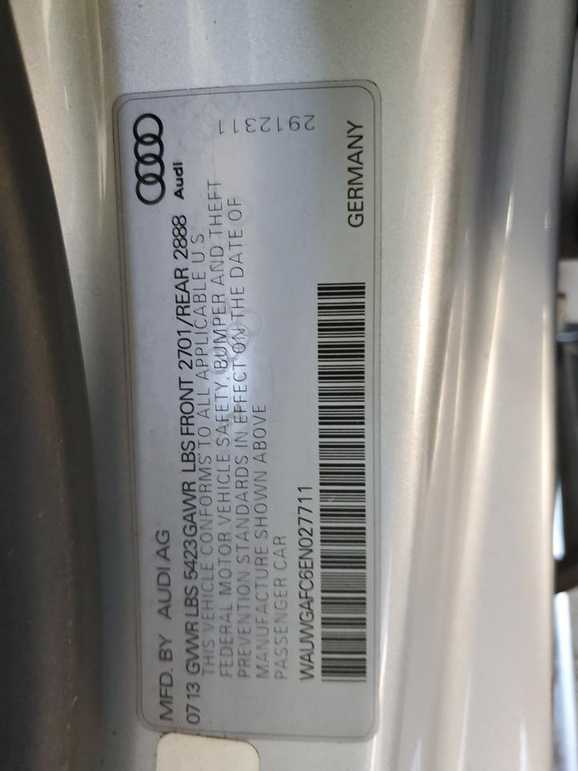 MFD. BY AUDI AG
Audi
07 13 GVWR LBS 5423 GAWR LBS FRONT 2701/REAR 2888
THIS VEHICLE CONFORMS TO ALL APPLICABLE U.S
FEDERAL MOTOR VEHICLE SAFETY, BUMPER AND THEFT
PREVENTION STANDARDS IN EFFECT ON THE DATE OF
MANUFACTURE SHOWN ABOVE
PASSENGER CAR
WAUWGAFC6EN027711
2912311
GERMANY